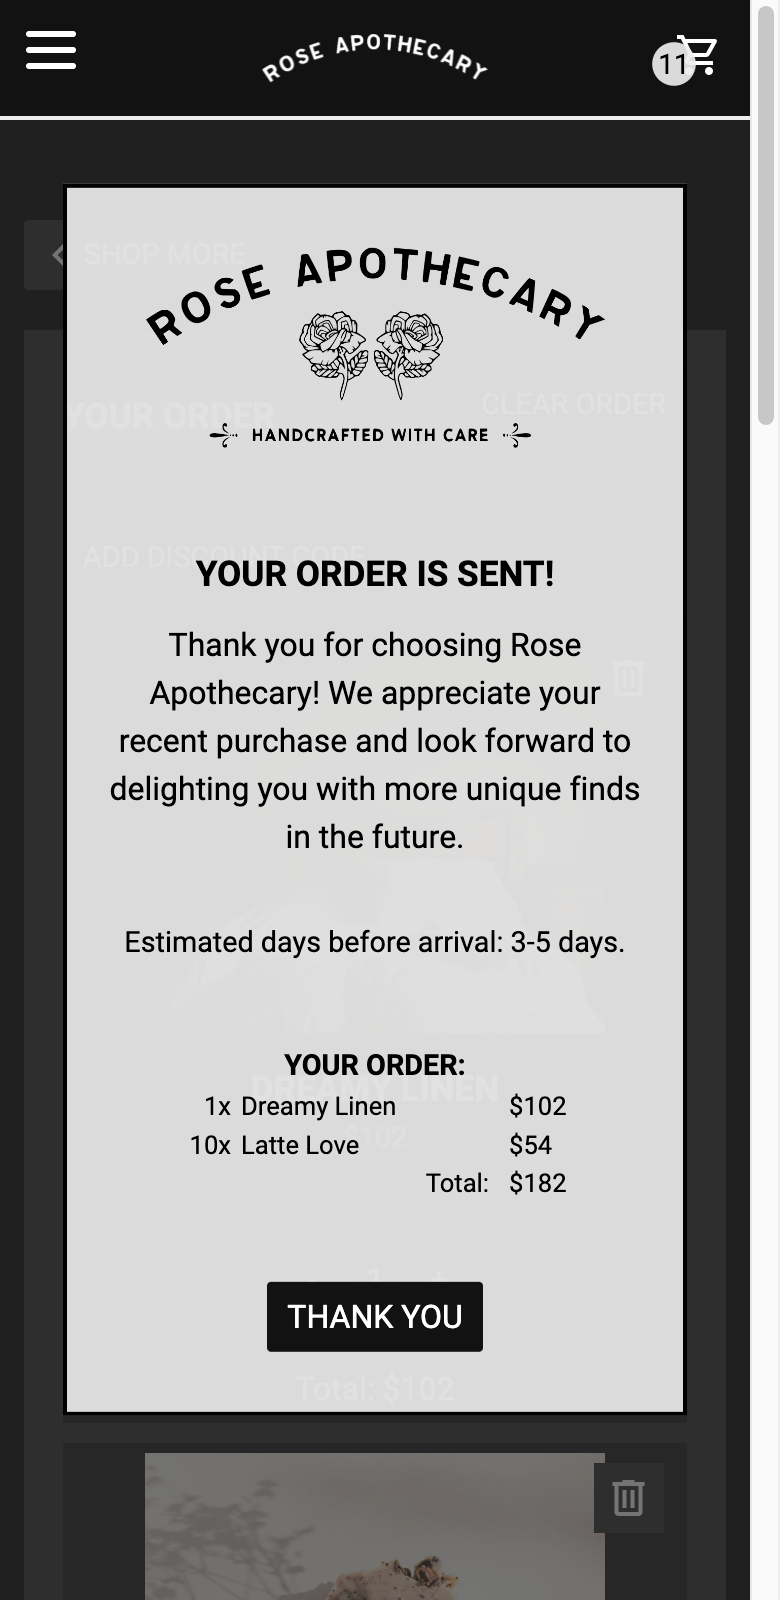 ROSE APOTHECARY
11
SHOP MORE
ROSE APOTHECARY
YOUR ORDER
CLEAR ORDER
HANDCRAFTED WITH CARE
ADD DISCOUNT CODE
YOUR ORDER IS SENT!
Thank you for choosing Rose
Apothecary! We appreciate your
recent purchase and look forward to
delighting you with more unique finds
in the future.
Estimated days before arrival: 3-5 days.
YOUR ORDER:
DREAMY LINEN
1x Dreamy Linen $102
$102
10x Latte Love $54
Total: $182
- 1 +
THANK YOU
Total: $102